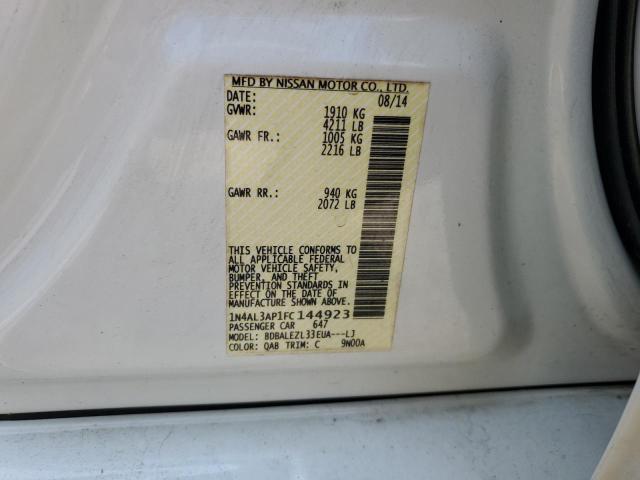 MFD BY NISSAN MOTOR CO., LTD.
DATE: 08/14
GVWR: 1910 KG
4211 LB
GAWR FR.: 1005 KG
2216 LB
GAWR RR.: 940 KG
2072 LB
THIS VEHICLE CONFORMS TO
ALL APPLICABLE FEDERAL
MOTOR VEHICLE SAFETY,
BUMPER, AND THEFT
PREVENTION STANDARDS IN
EFFECT ON THE DATE OF
MANUFACTURE SHOWN ABOVE.
1N4AL3AP1FC144923
PASSENGER CAR 647
MODEL: BDBALEZL33EUA---LJ
COLOR: QAB TRIM: C 9N00A